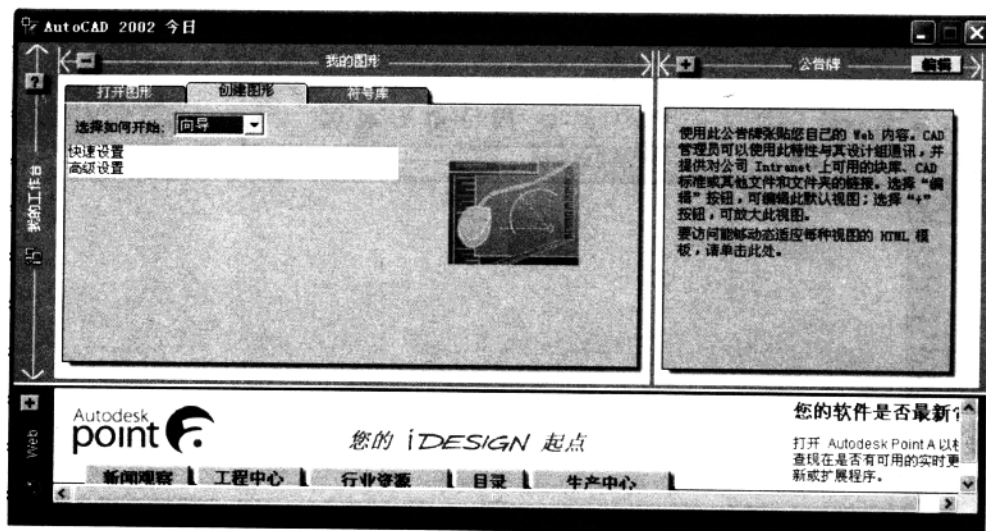 AutoCAD 2002 今日
我的图形
公告牌
编辑
打开图形
创建图形
符号库
选择如何开始:
向导
快速设置
高级设置
我的工作台
使用此公告牌张贴您自己的 Web 内容。CAD
管理员可以使用此特性与其设计组通讯，并
提供对公司 Intranet 上可用的块库、CAD
标准或其他文件和文件夹的链接。选择“编
辑”按钮，可编辑此默认视图；选择“+”
按钮，可放大此视图。
要访问能够动态适应每种视图的 HTML 模
板，请单击此处。
Web
Autodesk
point
您的 iDESIGN 起点
您的软件是否最新?
打开 Autodesk Point A 以检
查现在是否有可用的实时更
新或扩展程序。
新闻观察
工程中心
行业资源
目录
生产中心